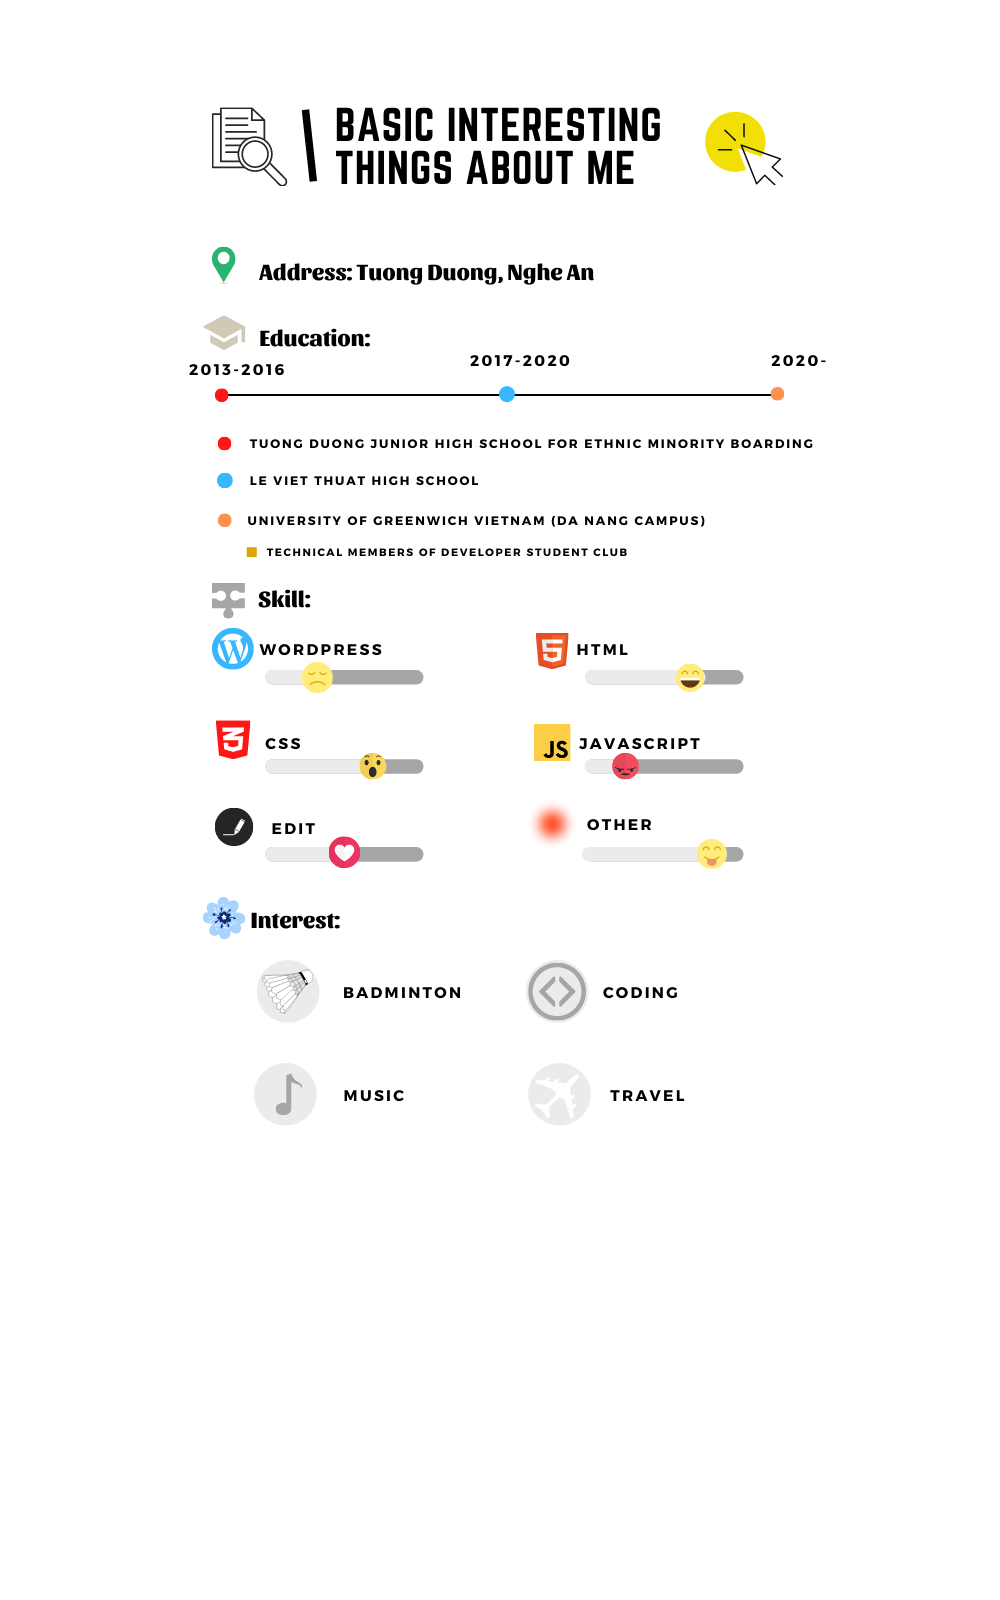 BASIC INTERESTING
THINGS ABOUT ME
Address: Tuong Duong, Nghe An
Education:
2013-2016
2017-2020
2020-
TUONG DUONG JUNIOR HIGH SCHOOL FOR ETHNIC MINORITY BOARDING
LE VIET THUAT HIGH SCHOOL
UNIVERSITY OF GREENWICH VIETNAM (DA NANG CAMPUS)
TECHNICAL MEMBERS OF DEVELOPER STUDENT CLUB
Skill:
WORDPRESS
HTML
CSS
JS JAVASCRIPT
EDIT
OTHER
Interest:
BADMINTON
CODING
MUSIC
TRAVEL